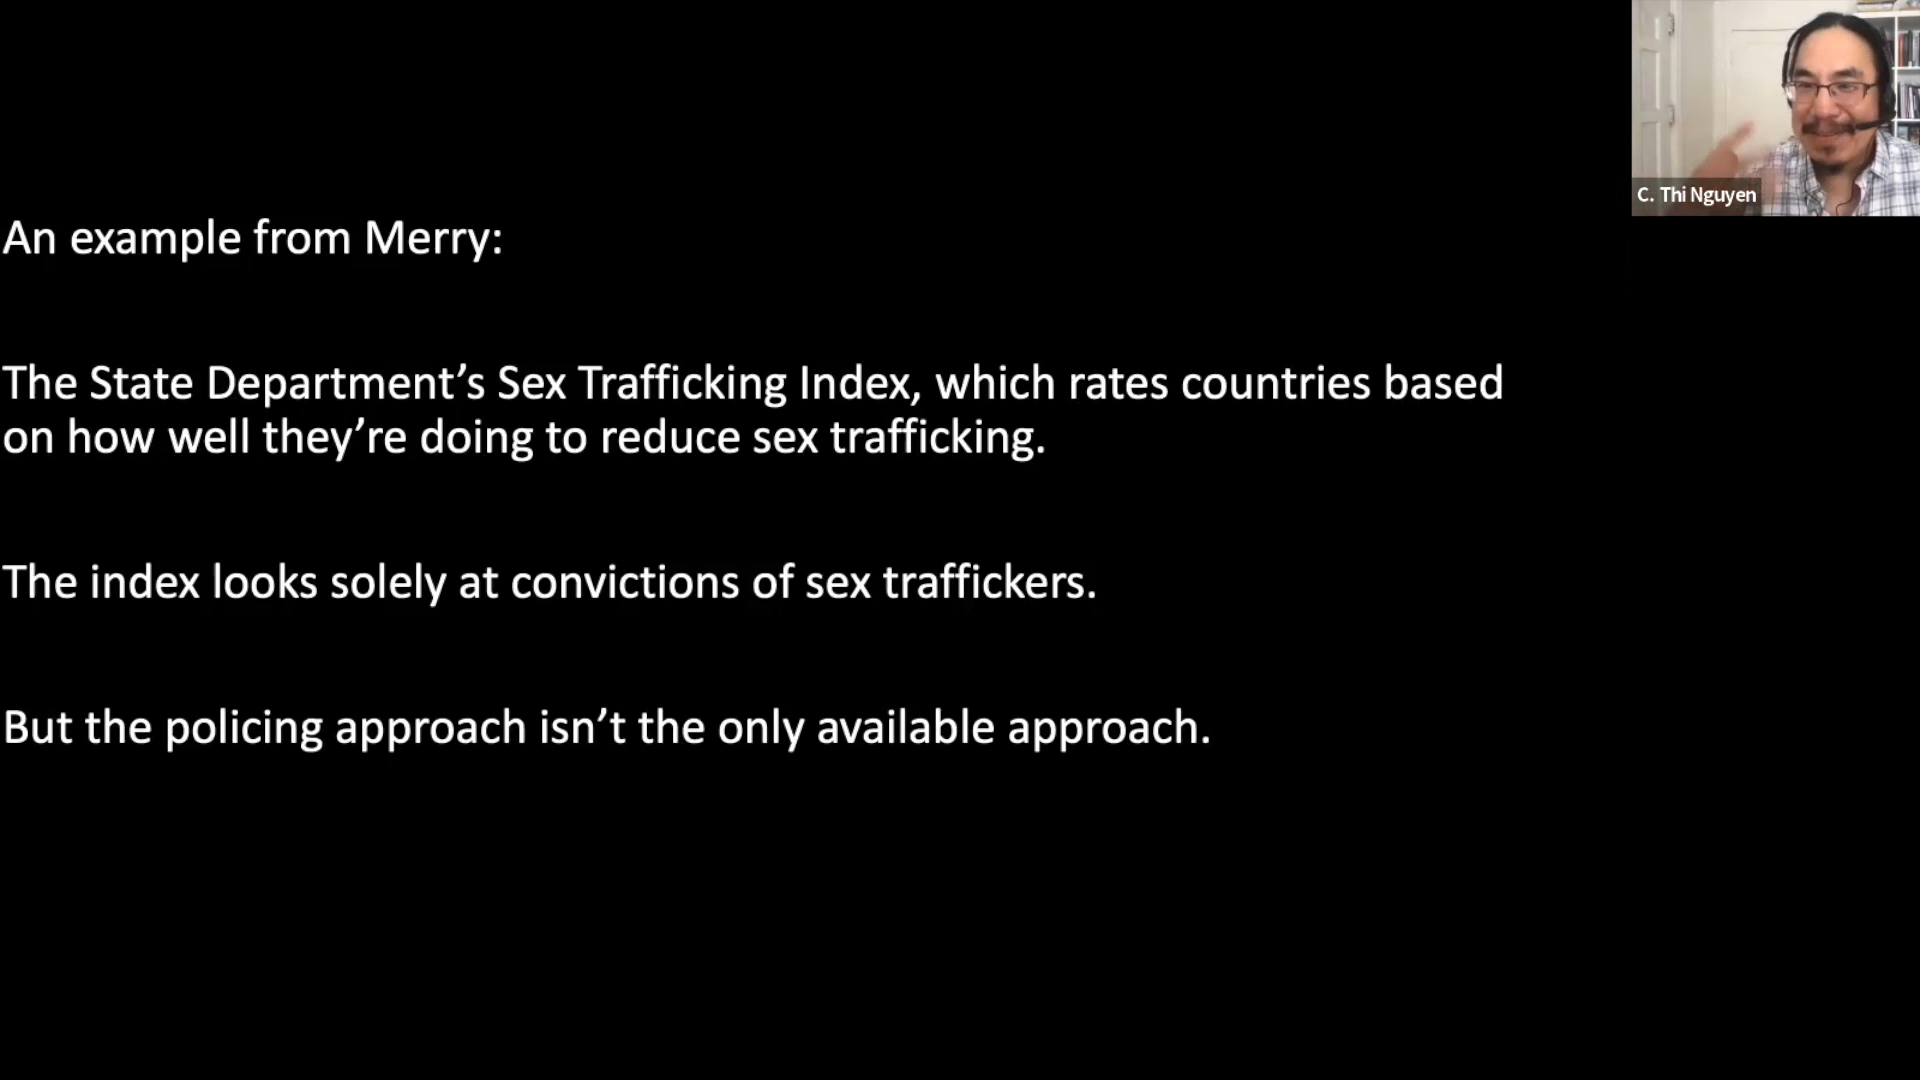 C. Thi Nguyen
An example from Merry:
The State Department’s Sex Trafficking Index, which rates countries based
on how well they’re doing to reduce sex trafficking.
The index looks solely at convictions of sex traffickers.
But the policing approach isn’t the only available approach.